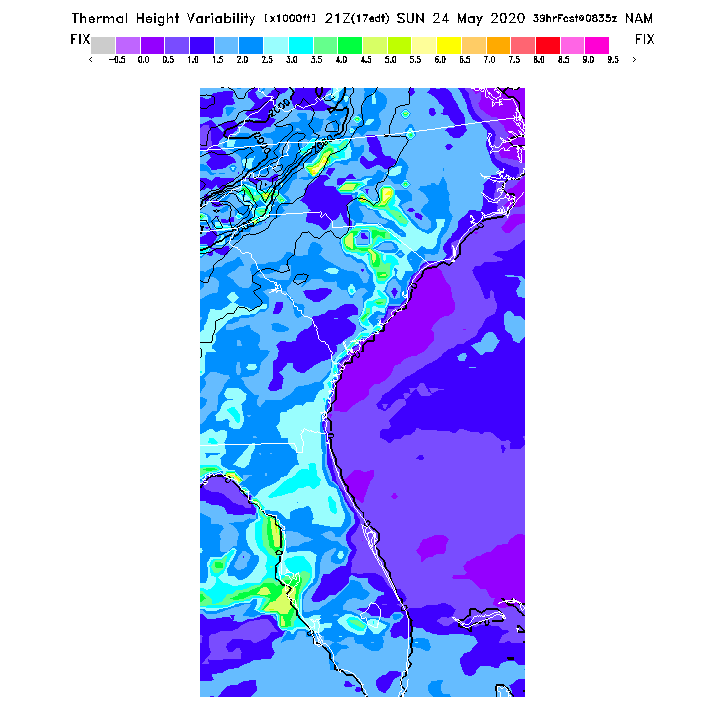 Thermal Height Variability [x1000ft] 21Z(17edt) SUN 24 May 2020 39hrFcst@0835z NAM
FIX FIX
< -0.5 0.0 0.5 1.0 1.5 2.0 2.5 3.0 3.5 4.0 4.5 5.0 5.5 6.0 6.5 7.0 7.5 8.0 8.5 9.0 9.5 >
2000